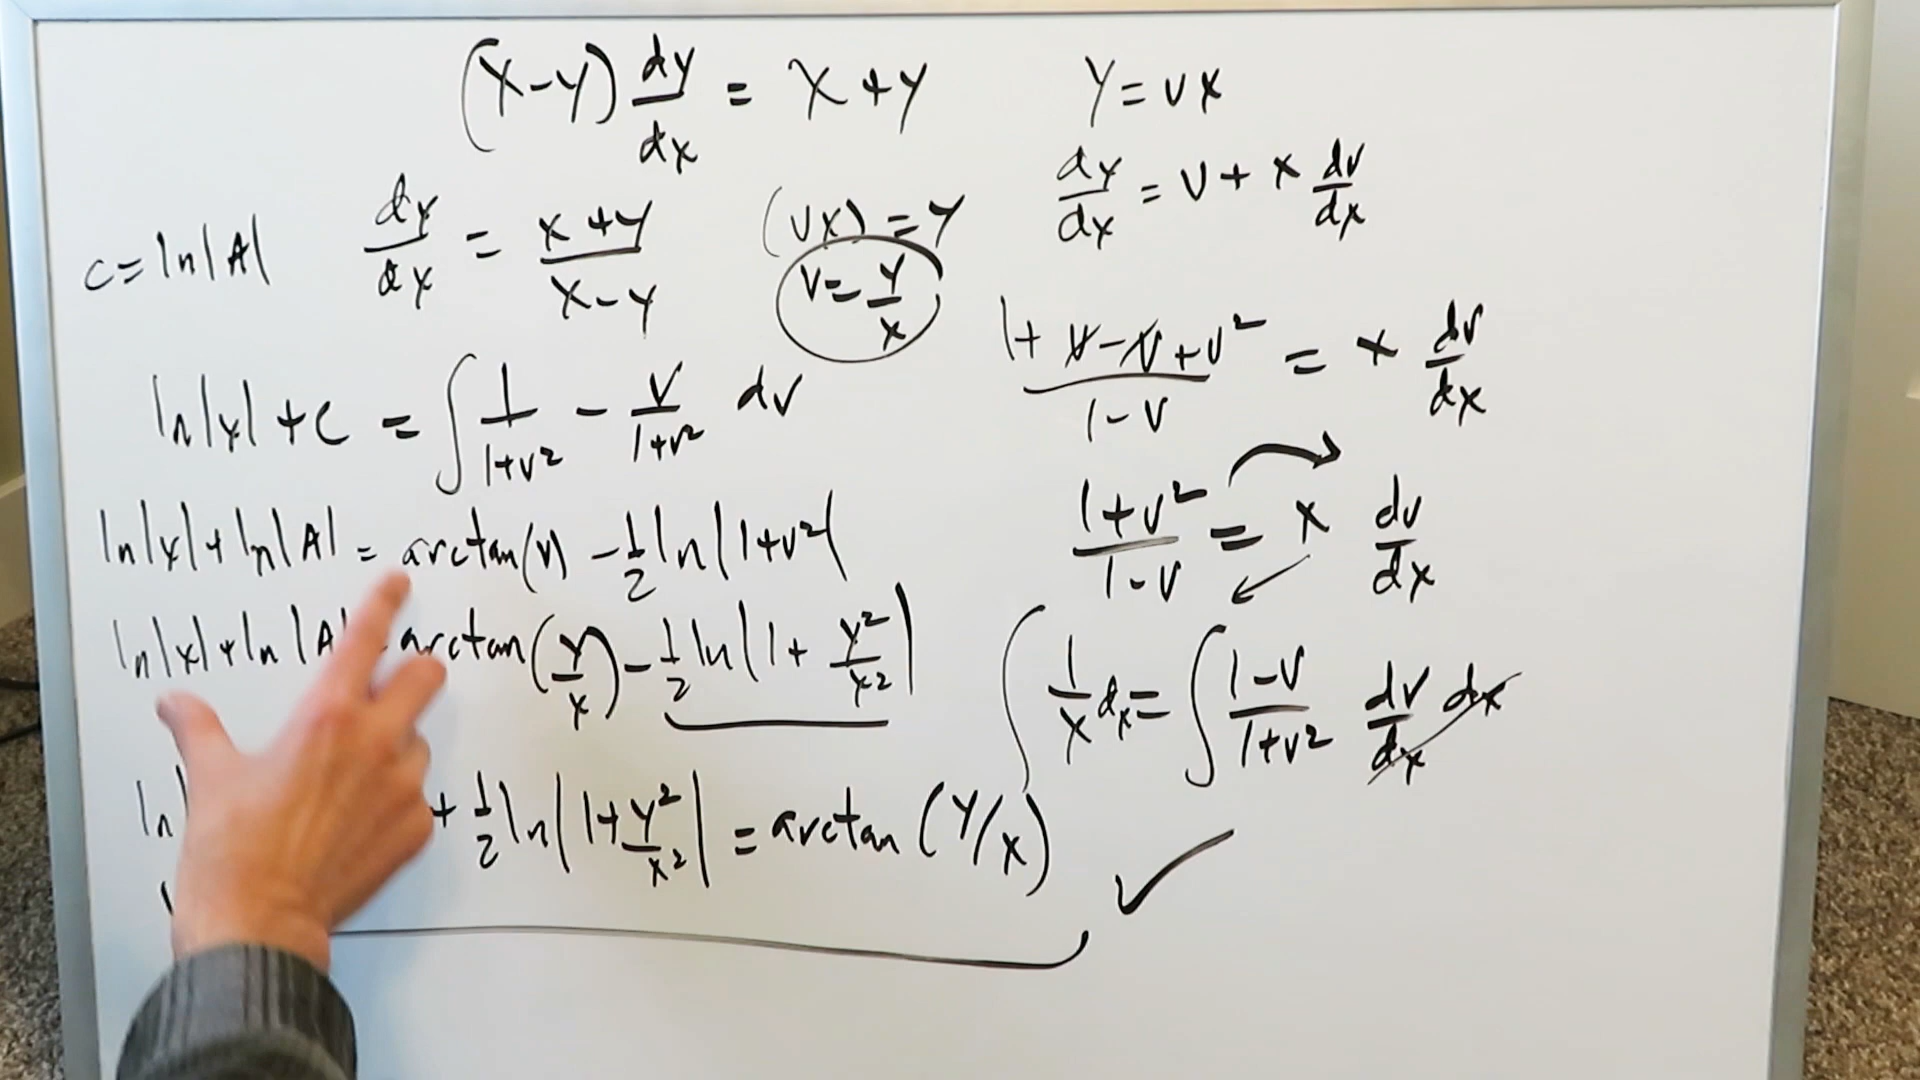 (x-y) dy/dx = x+y
y = vx
dy/dx = v + x dv/dx
c = ln|A|
dy/dx = x+y/x-y
(vx) = y
v = y/x
1+v-v+v²/1-v = x dv/dx
ln|x| + c = ∫ 1/1+v² - v/1+v² dv
1+v²/1-v = x dv/dx
ln|x| + ln|A| = arctan(v) - 1/2 ln|1+v²|
ln|x| + ln|A| arctan(y/x) - 1/2 ln|1 + y²/x²|
∫ 1/x dx = ∫ 1-v/1+v² dv/dx dx
ln| + 1/2 ln|1+y²/x²| = arctan(y/x)